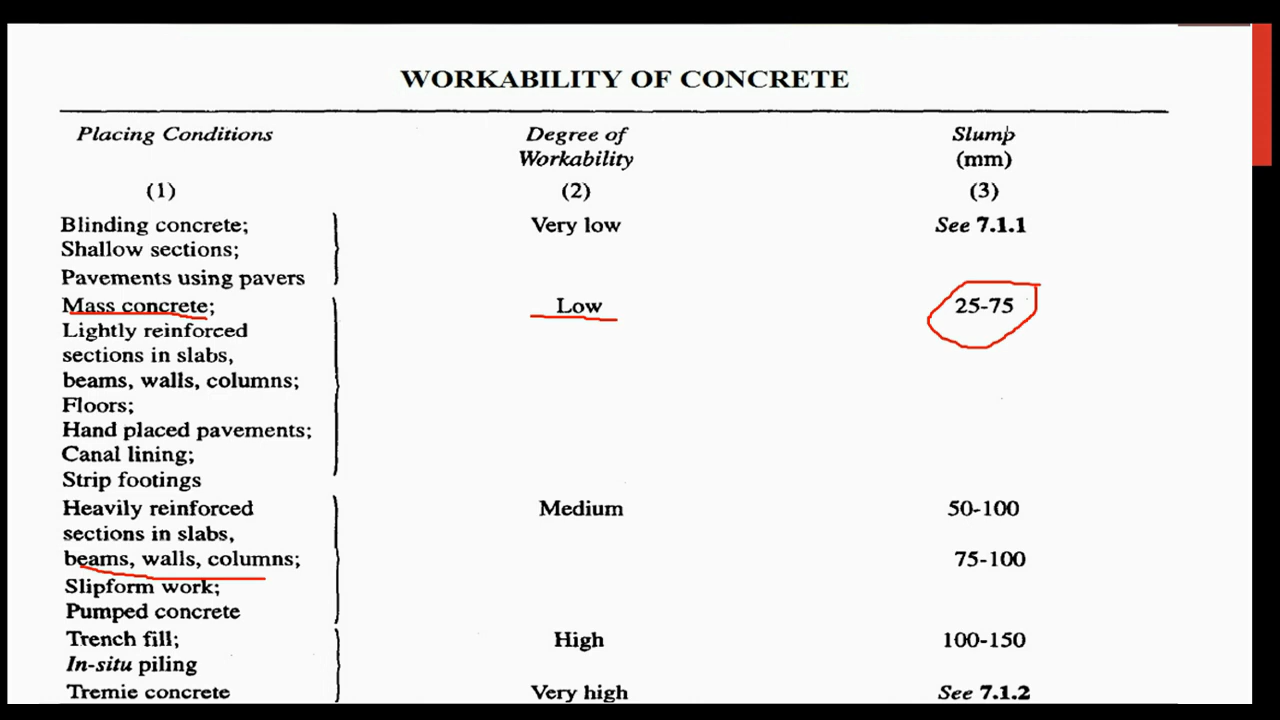 WORKABILITY OF CONCRETE
Placing Conditions Degree of Workability Slump (mm)
(1) (2) (3)
Blinding concrete; Very low See 7.1.1
Shallow sections;
Pavements using pavers
Mass concrete; Low 25-75
Lightly reinforced
sections in slabs,
beams, walls, columns;
Floors;
Hand placed pavements;
Canal lining;
Strip footings
Heavily reinforced Medium 50-100
sections in slabs,
beams, walls, columns; 75-100
Slipform work;
Pumped concrete
Trench fill; High 100-150
In-situ piling
Tremie concrete Very high See 7.1.2